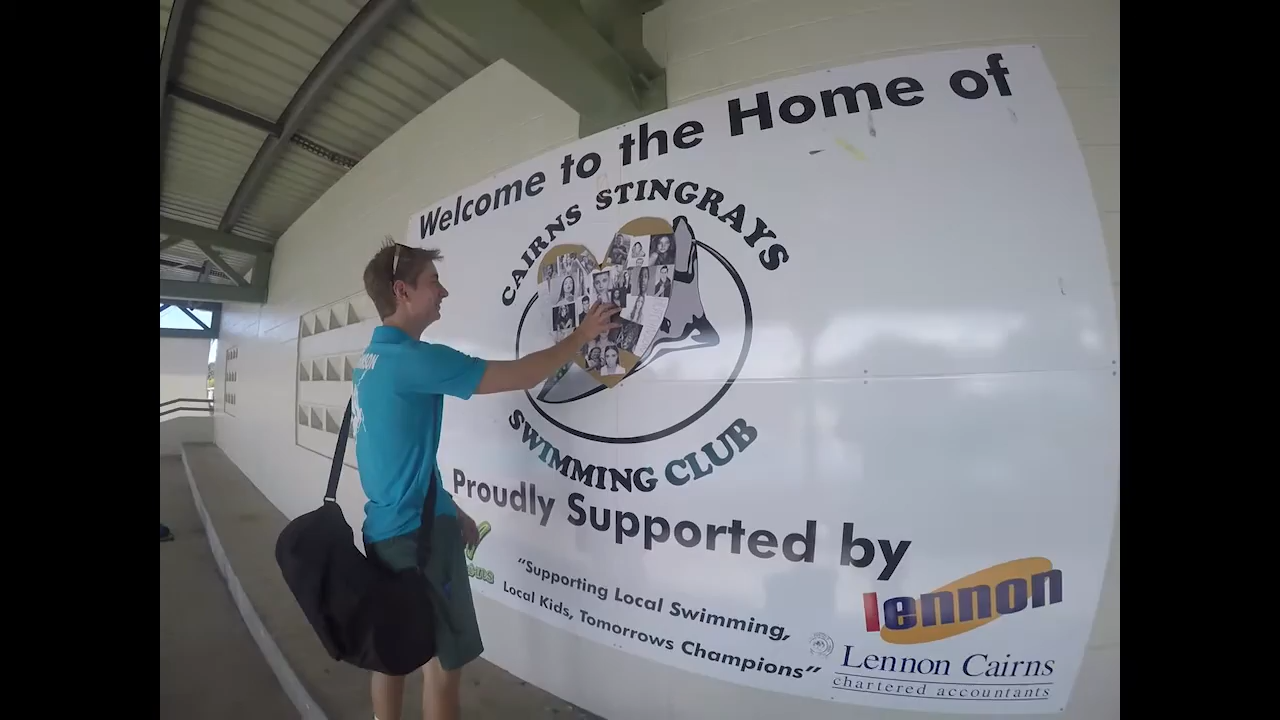 Welcome to the Home of
CAIRNS STINGRAYS
SWIMMING CLUB
Proudly Supported by
"Supporting Local Swimming,
Local Kids, Tomorrows Champions"
lennon
Lennon Cairns
chartered accountants